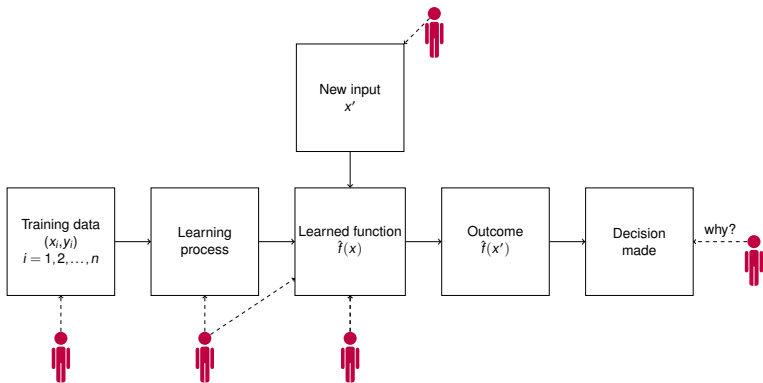 New input
x′
Training data
(xᵢ,yᵢ)
i = 1,2,…,n
Learning
process
Learned function
f̂(x)
Outcome
f̂(x′)
Decision
made
why?